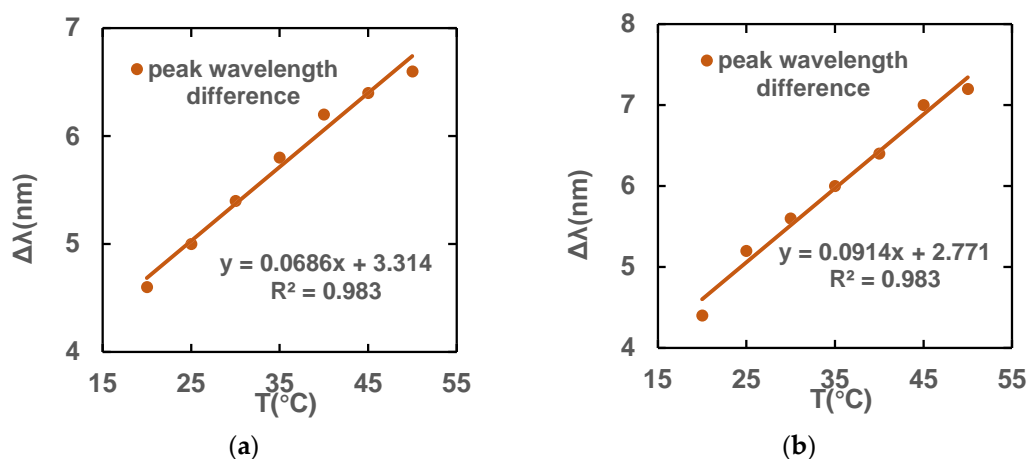 7
6
5
4
Δλ(nm)
peak wavelength
difference
y = 0.0686x + 3.314
R² = 0.983
15 25 35 45 55
T(°C)
(a)
8
7
6
5
4
Δλ(nm)
peak wavelength
difference
y = 0.0914x + 2.771
R² = 0.983
15 25 35 45 55
T(°C)
(b)